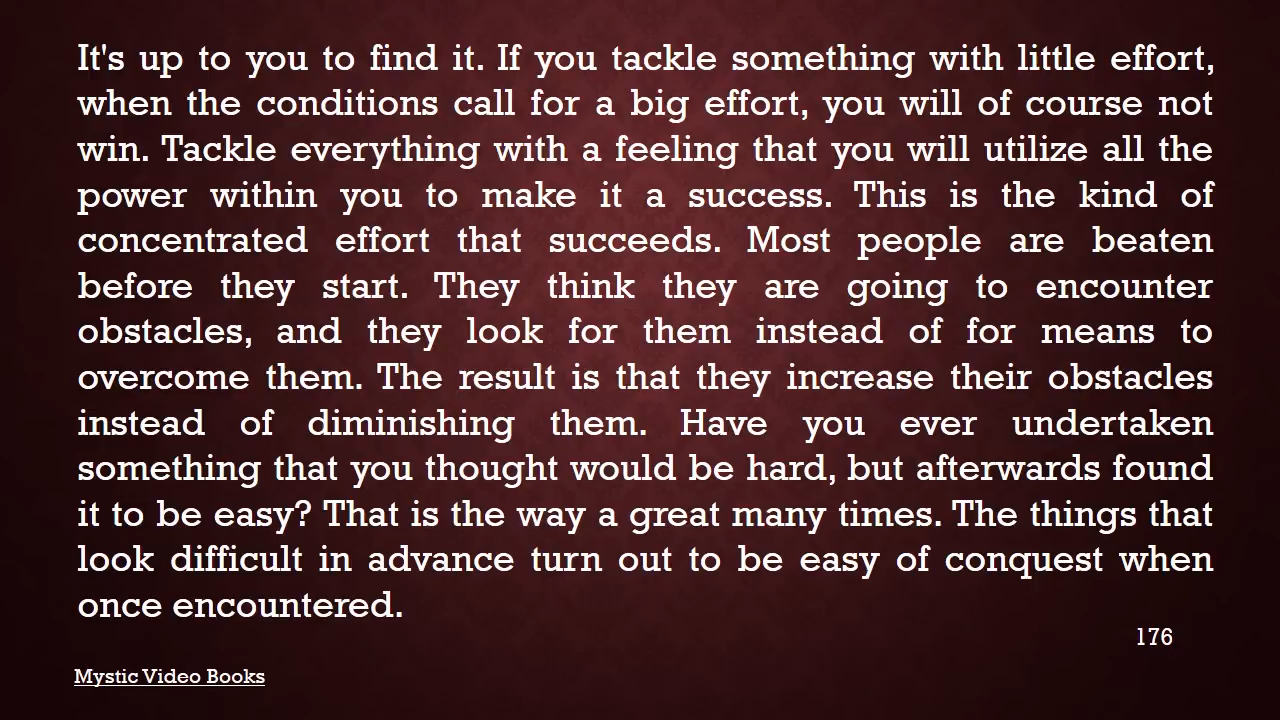 It's up to you to find it. If you tackle something with little effort,
when the conditions call for a big effort, you will of course not
win. Tackle everything with a feeling that you will utilize all the
power within you to make it a success. This is the kind of
concentrated effort that succeeds. Most people are beaten
before they start. They think they are going to encounter
obstacles, and they look for them instead of for means to
overcome them. The result is that they increase their obstacles
instead of diminishing them. Have you ever undertaken
something that you thought would be hard, but afterwards found
it to be easy? That is the way a great many times. The things that
look difficult in advance turn out to be easy of conquest when
once encountered.
176
Mystic Video Books